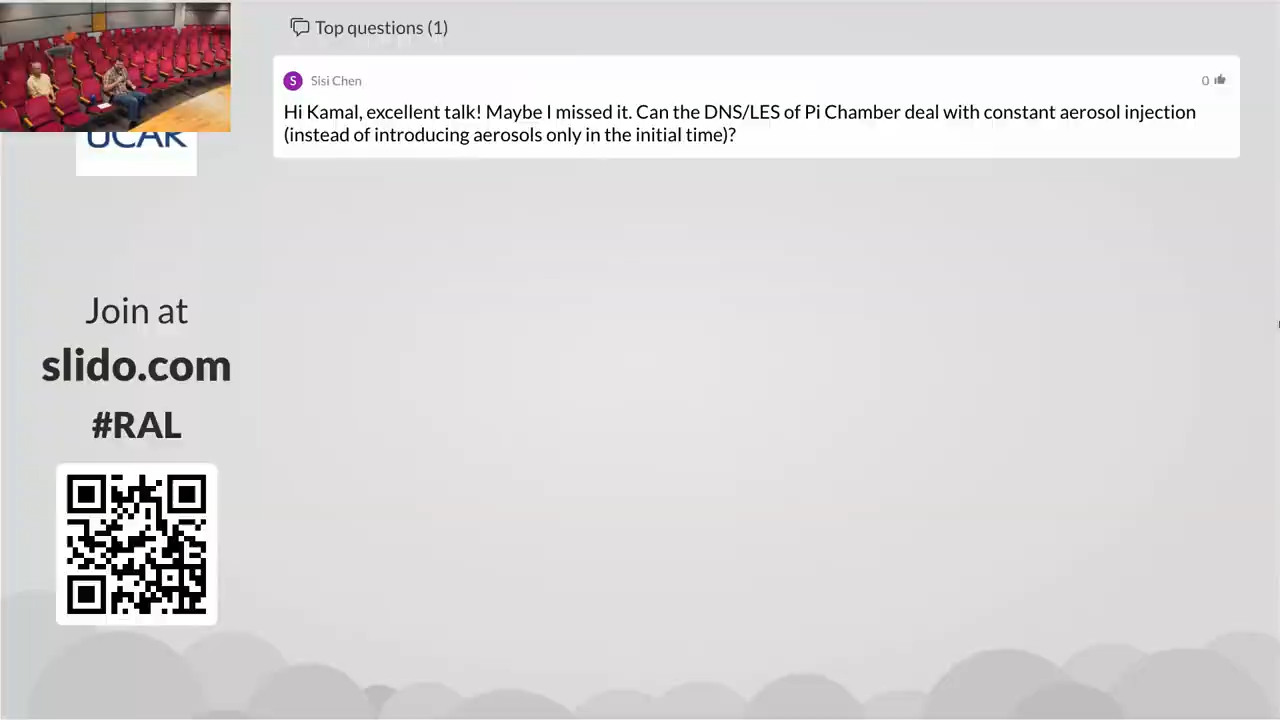 Top questions (1)
S
Sisi Chen
0
Hi Kamal, excellent talk! Maybe I missed it. Can the DNS/LES of Pi Chamber deal with constant aerosol injection
(instead of introducing aerosols only in the initial time)?
UCAR
Join at
slido.com
#RAL